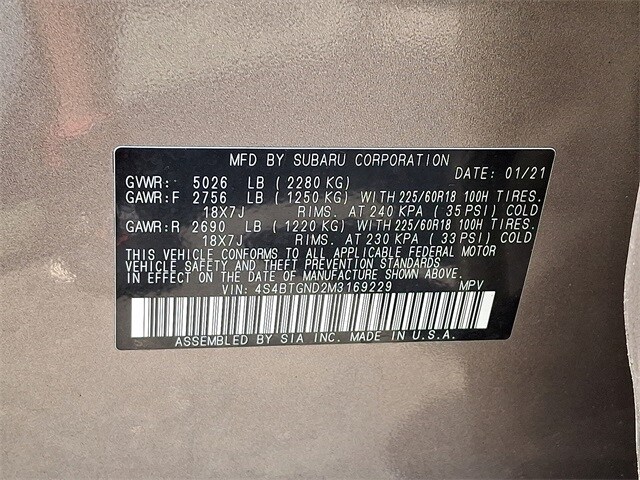 MFD BY SUBARU CORPORATION
DATE: 01/21
GVWR: 5026 LB (2280 KG)
GAWR:F 2756 LB (1250 KG) WITH 225/60R18 100H TIRES.
18X7J RIMS. AT 240 KPA (35 PSI) COLD
GAWR:R 2690 LB (1220 KG) WITH 225/60R18 100H TIRES.
18X7J RIMS. AT 230 KPA (33 PSI) COLD
THIS VEHICLE CONFORMS TO ALL APPLICABLE FEDERAL MOTOR
VEHICLE SAFETY AND THEFT PREVENTION STANDARDS
IN EFFECT ON THE DATE OF MANUFACTURE SHOWN ABOVE.
VIN: 4S4BTGND2M3169229 MPV
ASSEMBLED BY SIA INC. MADE IN U.S.A.